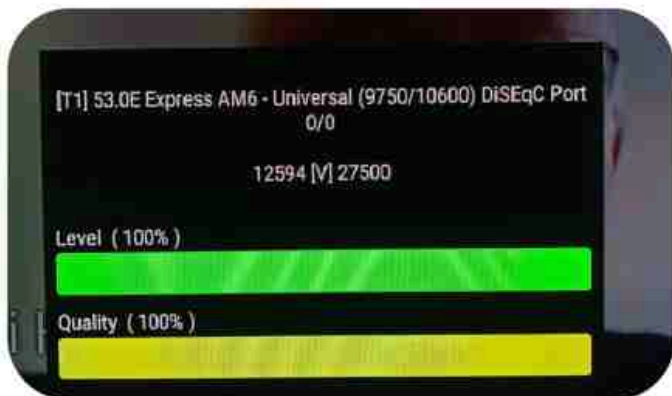 [T1] 53.0E Express AM6 - Universal (9750/10600) DiSEqC Port
0/0
12594 [V] 27500
Level ( 100% )
Quality ( 100% )